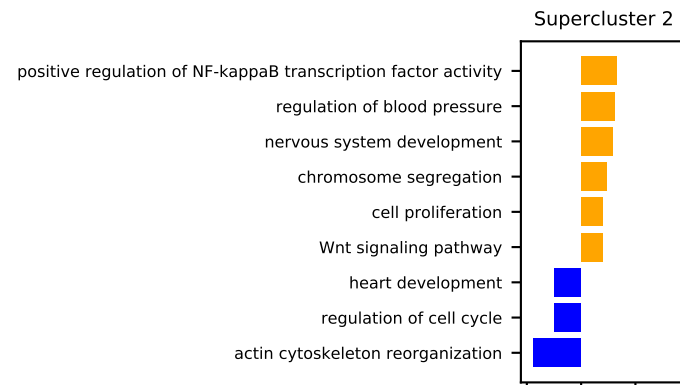 Supercluster 2
positive regulation of NF-kappaB transcription factor activity
regulation of blood pressure
nervous system development
chromosome segregation
cell proliferation
Wnt signaling pathway
heart development
regulation of cell cycle
actin cytoskeleton reorganization